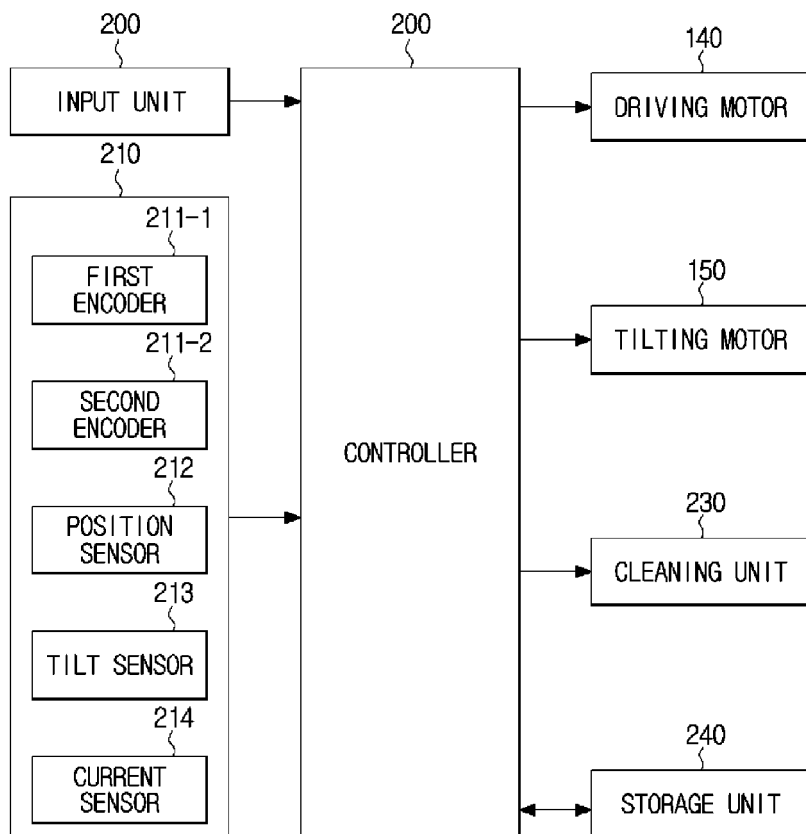 200
INPUT UNIT
210
211-1
FIRST
ENCODER
211-2
SECOND
ENCODER
212
POSITION
SENSOR
213
TILT SENSOR
214
CURRENT
SENSOR
200
CONTROLLER
140
DRIVING MOTOR
150
TILTING MOTOR
230
CLEANING UNIT
240
STORAGE UNIT